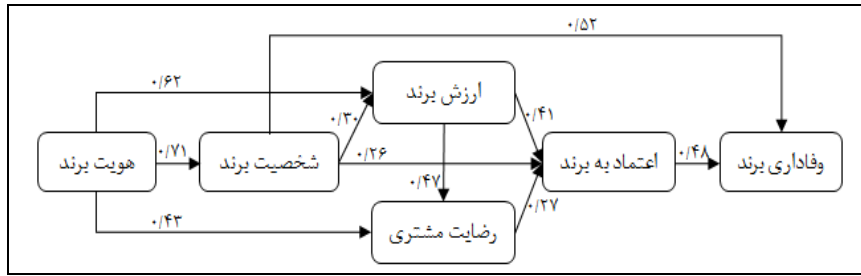 ۰/۵۲
۰/۶۲
ارزش برند
۰/۳۰
۰/۴۱
هویت برند
۰/۷۱
شخصیت برند
۰/۲۶
اعتماد به برند
۰/۴۸
وفاداری برند
۰/۴۷
۰/۲۷
۰/۴۳
رضایت مشتری